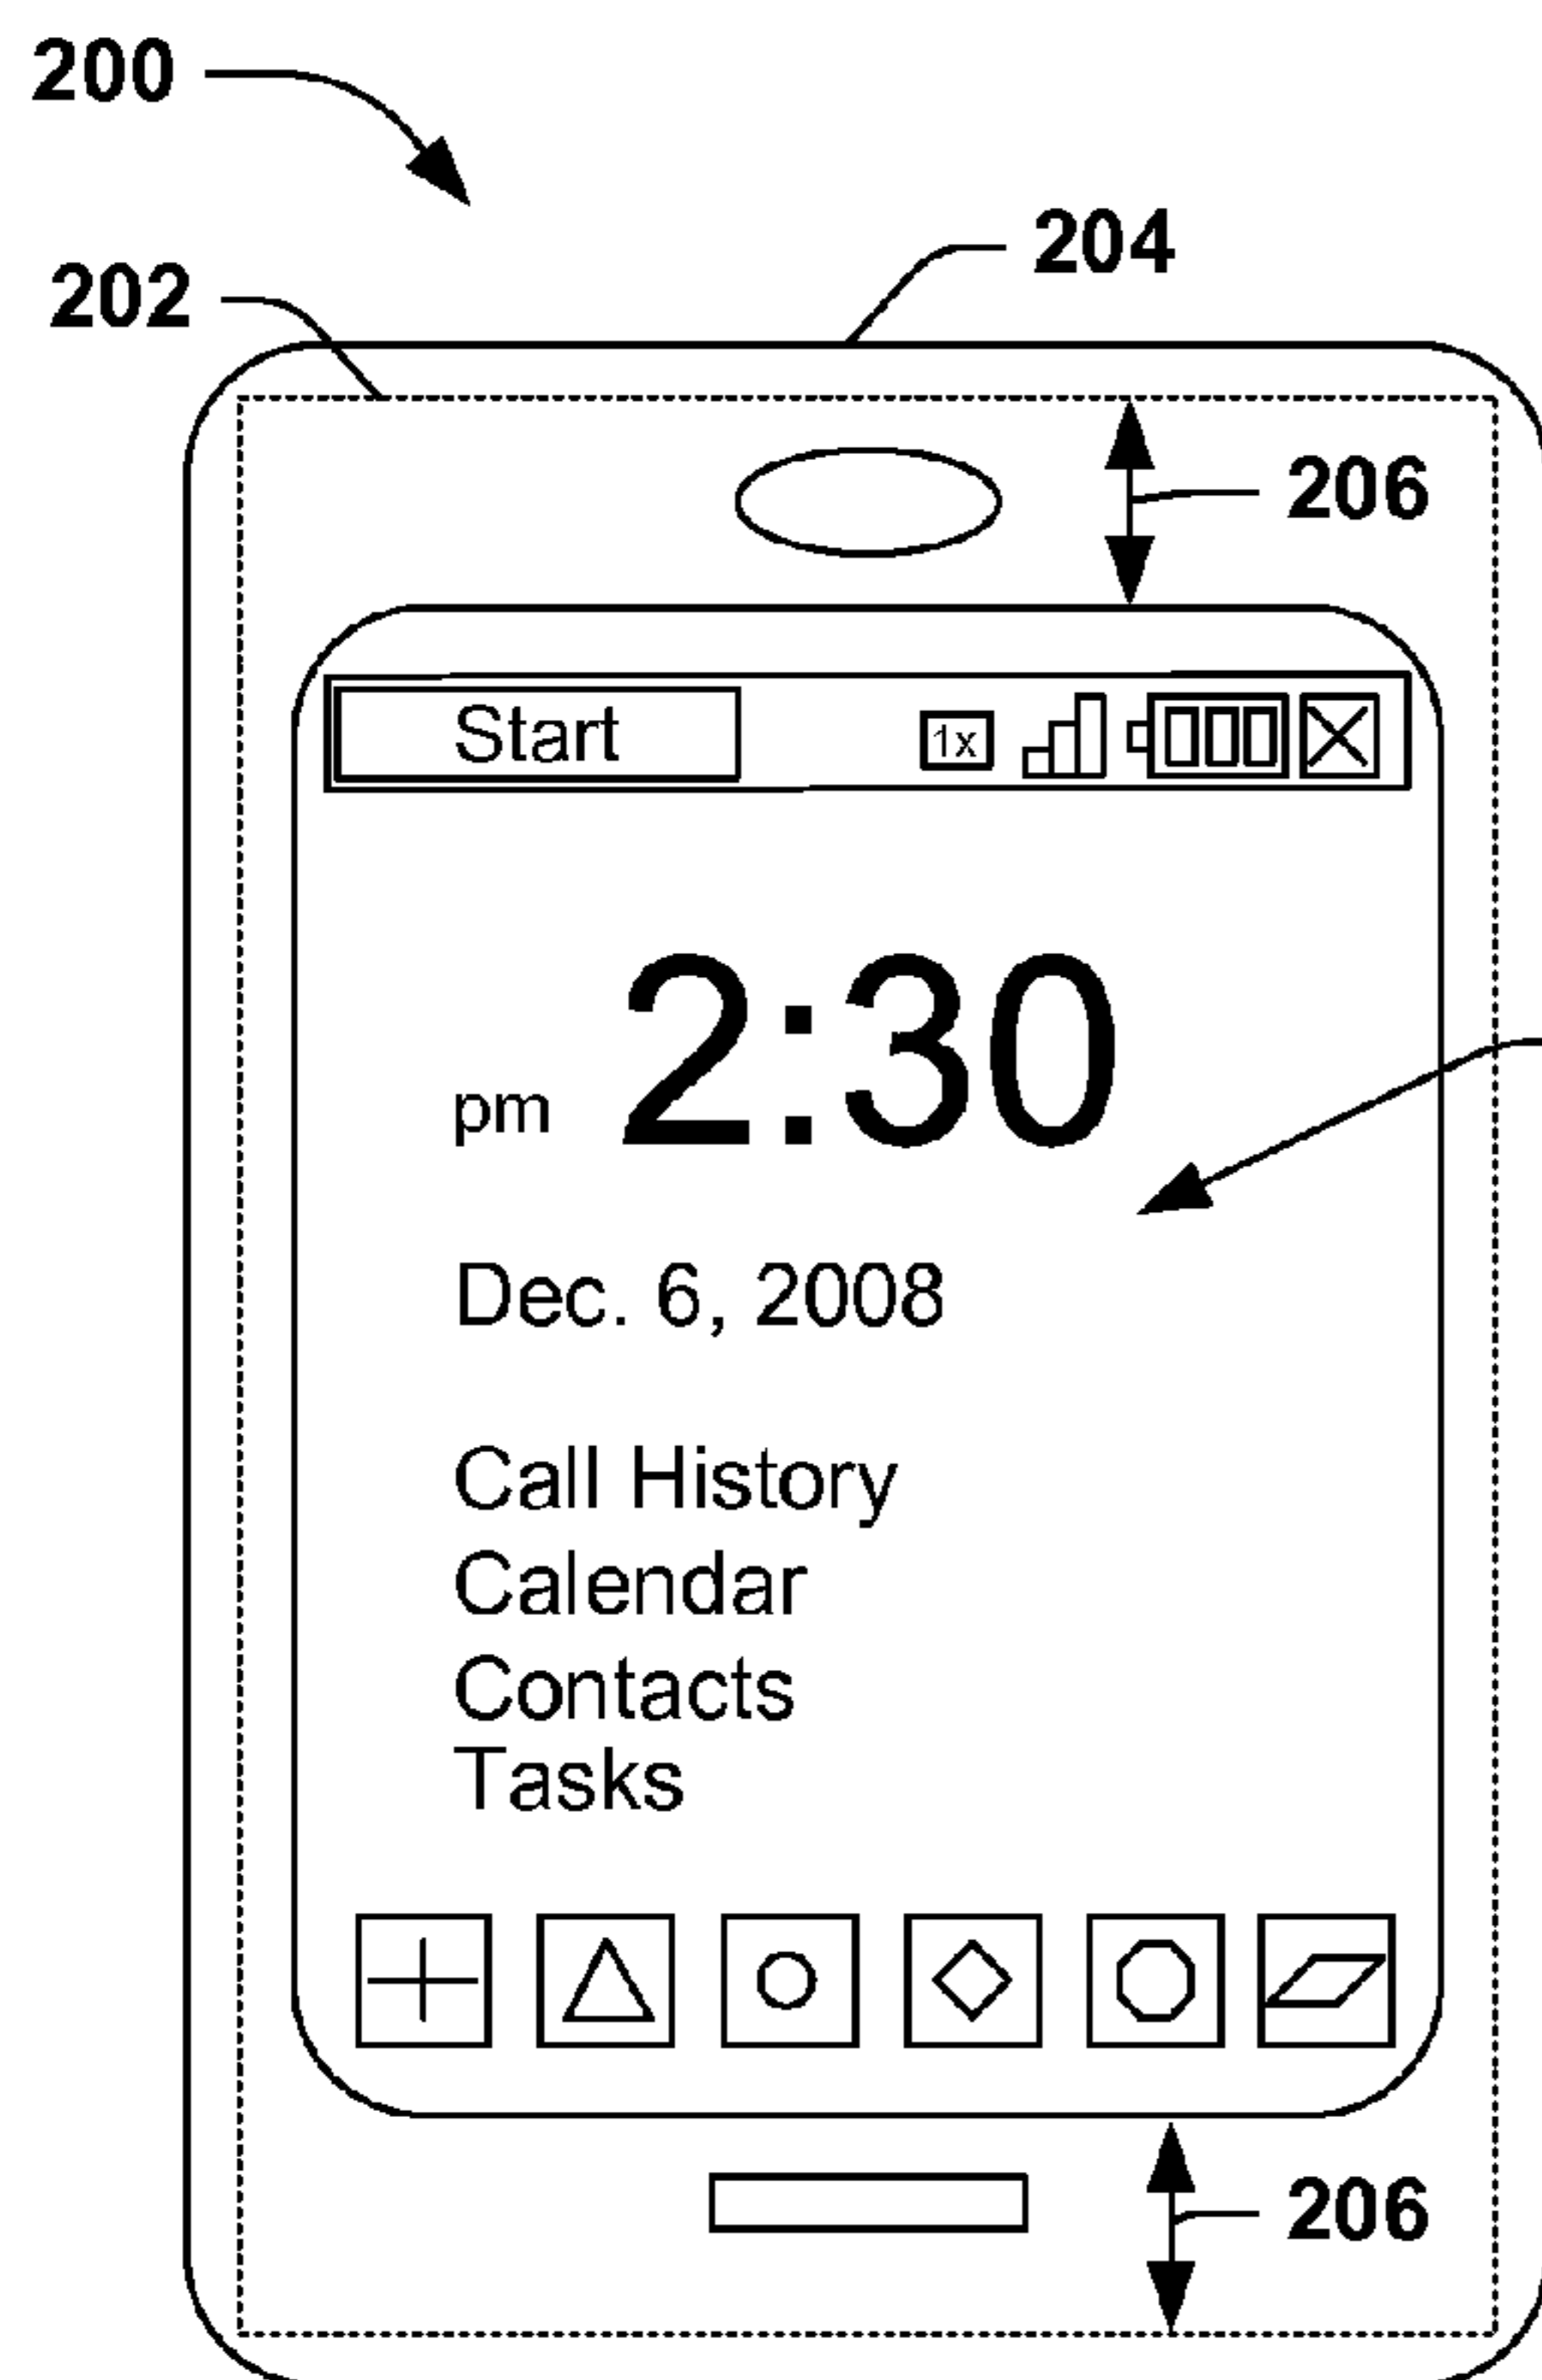 200
204
202
206
Start 1x
2:30
pm
Dec. 6, 2008
Call History
Calendar
Contacts
Tasks
206